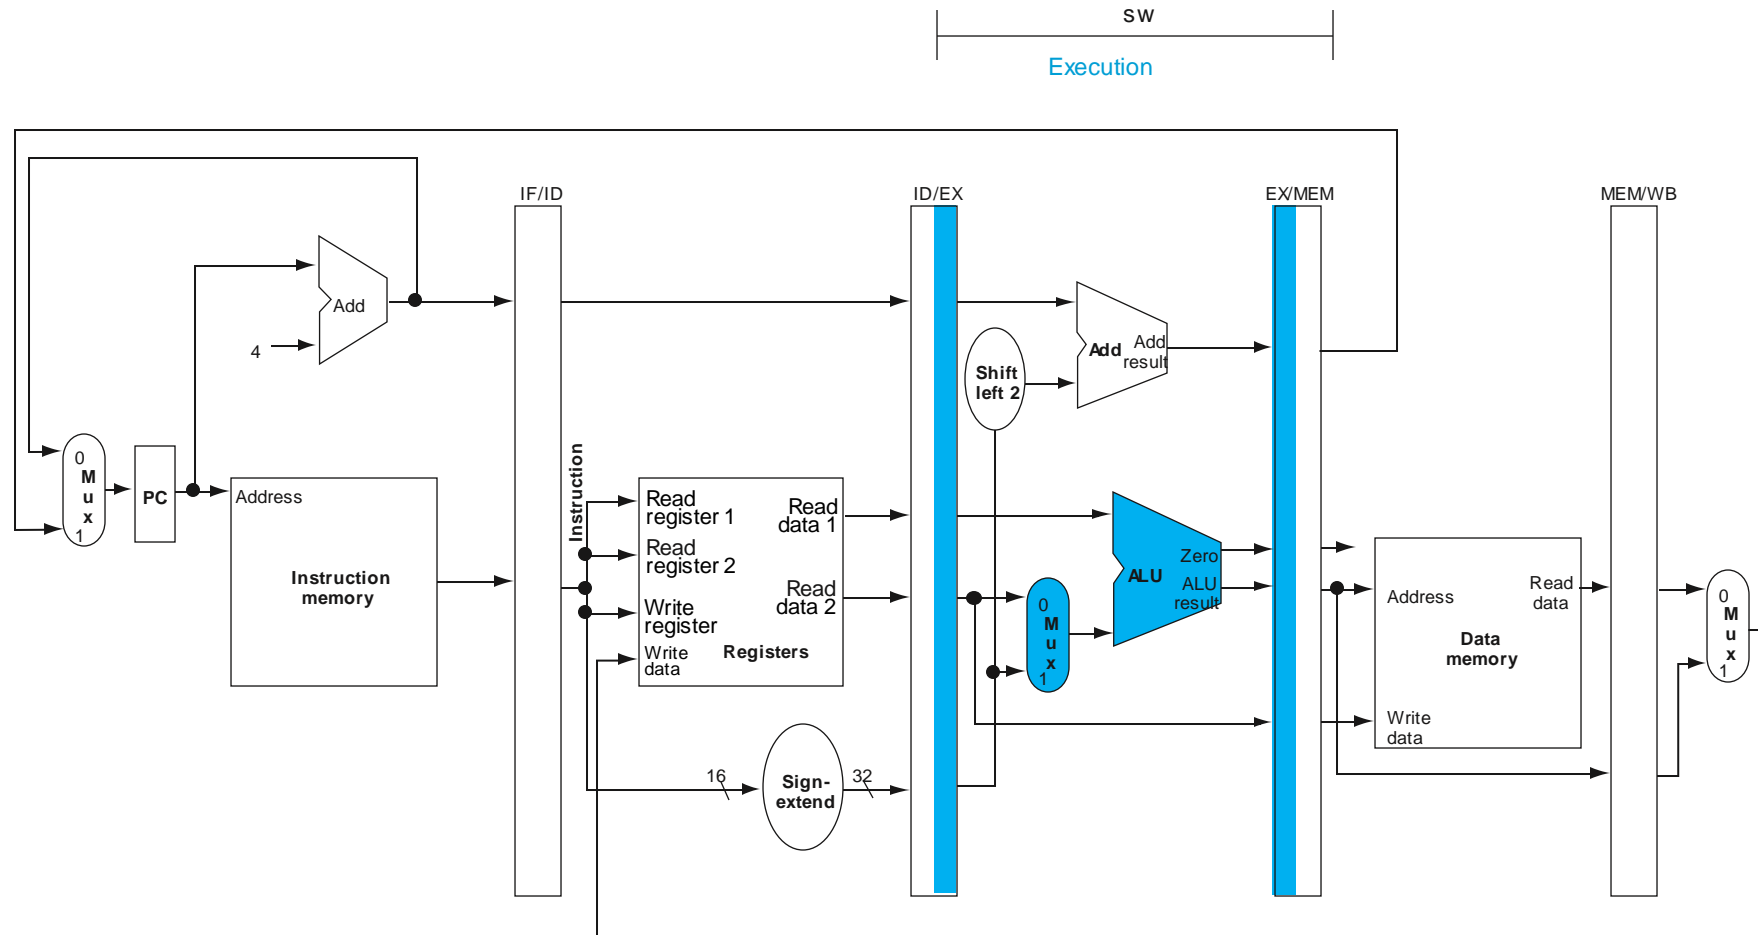 sw
Execution
IF/ID
ID/EX
EX/MEM
MEM/WB
Add
4
Add
Add
result
Shift
left 2
0
M
u
x
1
PC
Address
Instruction
memory
Instruction
Read
register 1
Read
data 1
Read
register 2
Read
data 2
Write
register
Write
data
Registers
16
Sign-
extend
32
0
M
u
x
1
Zero
ALU
ALU
result
Address
Read
data
Data
memory
Write
data
0
M
u
x
1